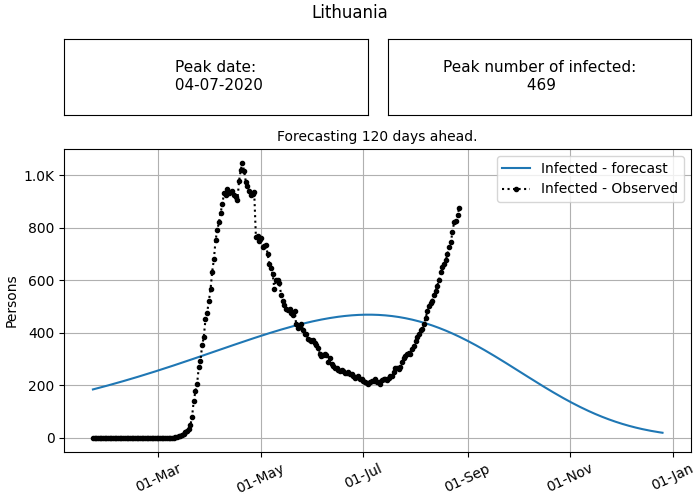 Lithuania
Peak date:
04-07-2020
Peak number of infected:
469
Forecasting 120 days ahead.
Infected - forecast
Infected - Observed
1.0K
800
600
400
200
0
Persons
01-Mar
01-May
01-Jul
01-Sep
01-Nov
01-Jan